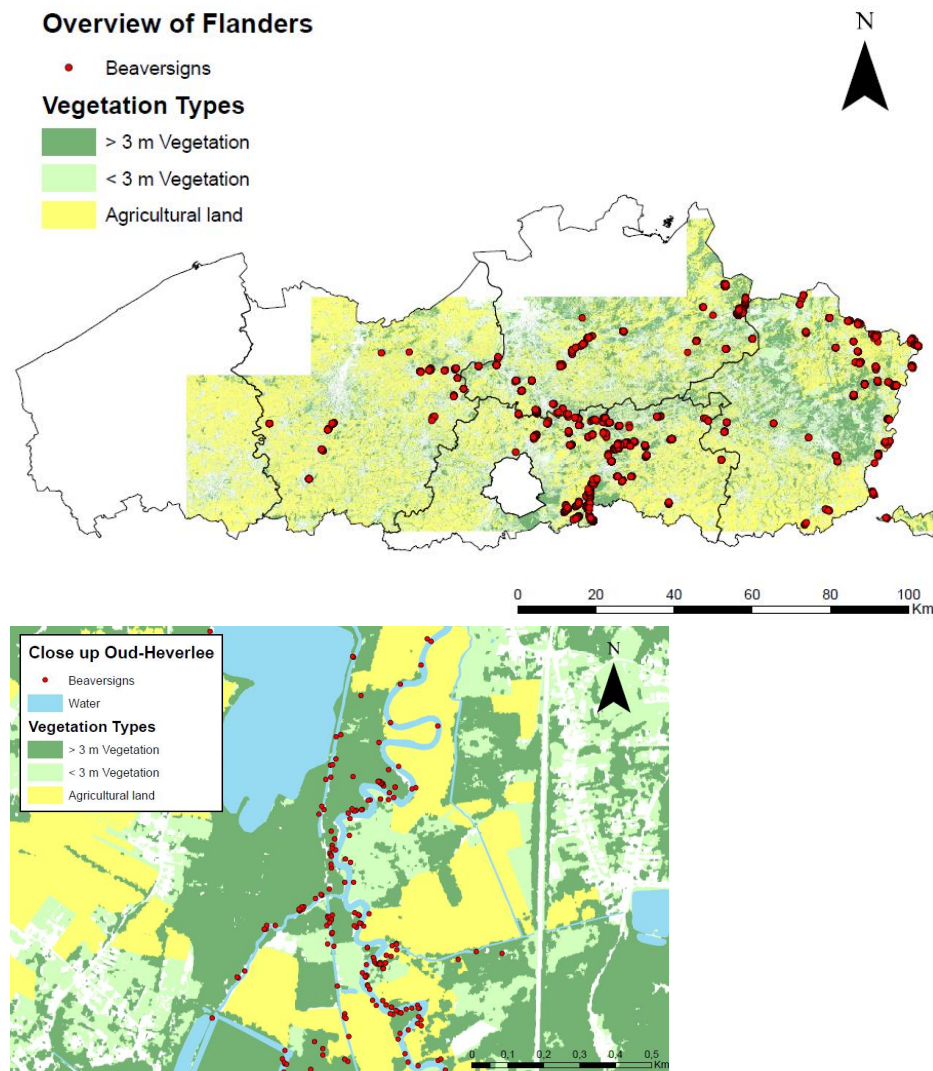 Overview of Flanders
Beaversigns
Vegetation Types
> 3 m Vegetation
< 3 m Vegetation
Agricultural land
N
0 20 40 60 80 100
Km
Close up Oud-Heverlee
Beaversigns
Water
Vegetation Types
> 3 m Vegetation
< 3 m Vegetation
Agricultural land
N
0 0,1 0,2 0,3 0,4 0,5
Km